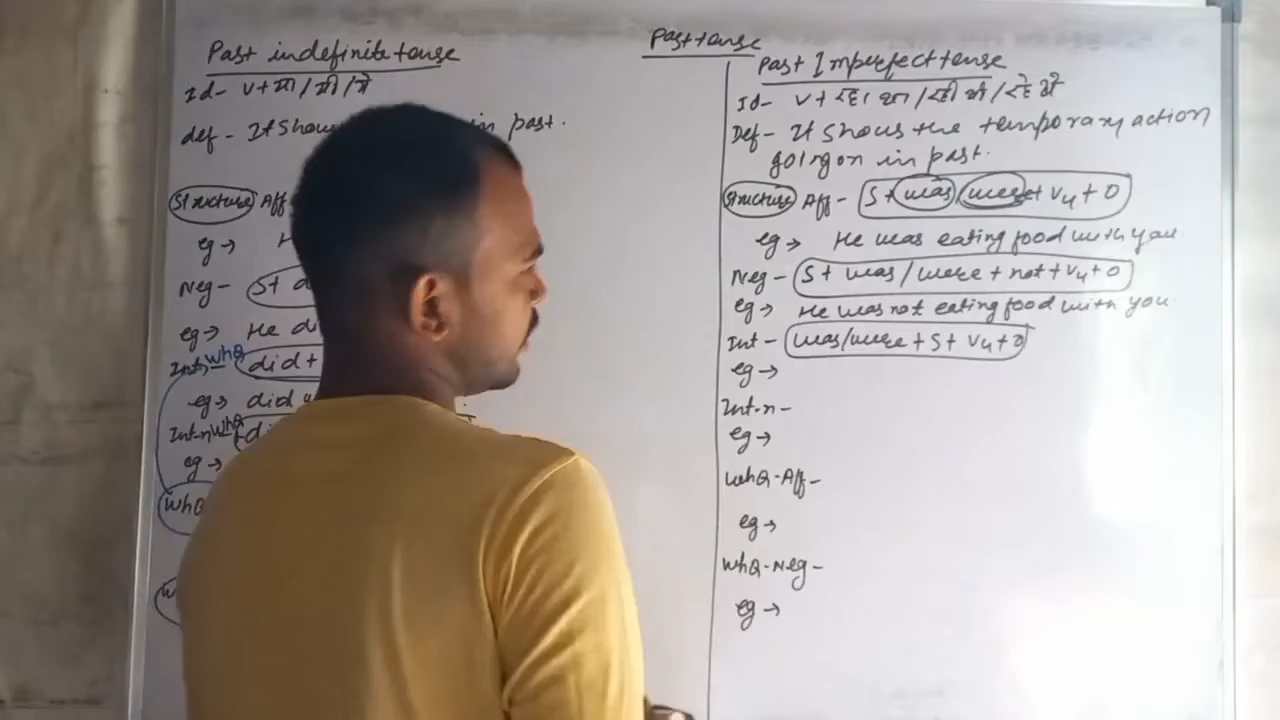 Past tense
Past indefinite tense
Id- V+ता/ती/ते
def- It Shows in past.
Structure Aff
eg→ H
Neg- S+ d
eg→ He di
Int- WhQ did+
eg→ did y
Int-n WhQ di
eg→
WhQ
W
Past Imperfect tense
Id- V+ रहा था/रही थी/रहे थे
Def- It shows the temporary action
going on in past.
Structure Aff- S+was/were+V4+O
eg→ He was eating food with you
Neg- S+ was/were+not+V4+O
eg→ He was not eating food with you
Int- was/were+S+V4+O
eg→
Int-n-
eg→
WhQ-Aff-
eg→
WhQ-Neg-
eg→